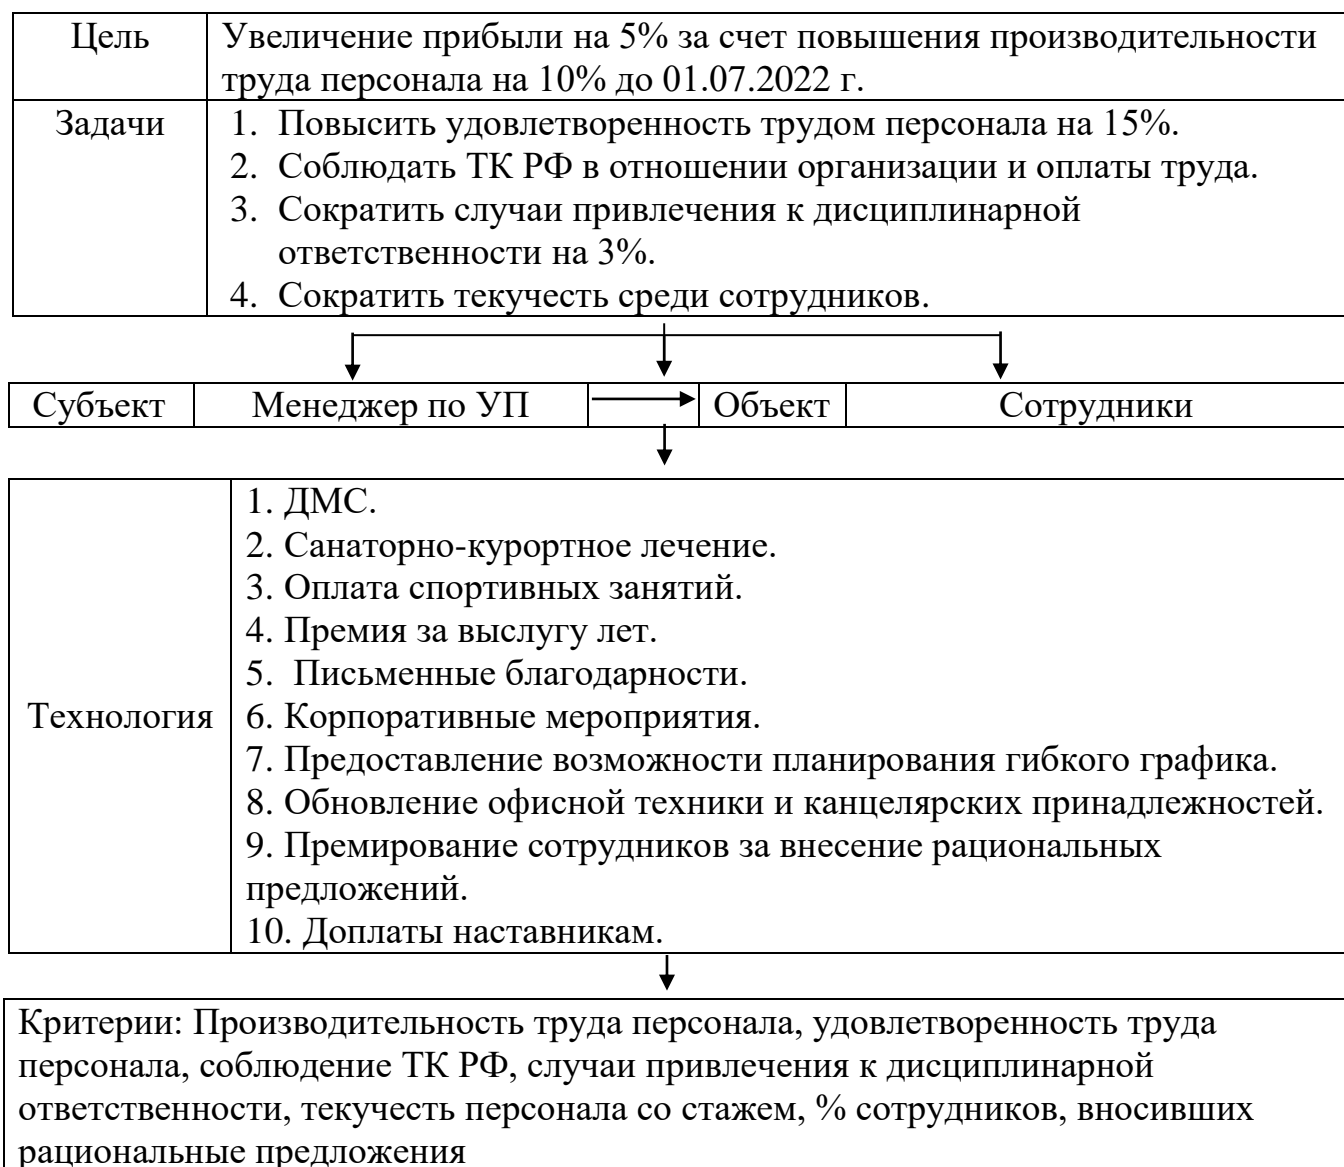 Цель
Увеличение прибыли на 5% за счет повышения производительности
труда персонала на 10% до 01.07.2022 г.
Задачи
1. Повысить удовлетворенность трудом персонала на 15%.
2. Соблюдать ТК РФ в отношении организации и оплаты труда.
3. Сократить случаи привлечения к дисциплинарной
ответственности на 3%.
4. Сократить текучесть среди сотрудников.
Субъект Менеджер по УП Объект Сотрудники
Технология
1. ДМС.
2. Санаторно-курортное лечение.
3. Оплата спортивных занятий.
4. Премия за выслугу лет.
5. Письменные благодарности.
6. Корпоративные мероприятия.
7. Предоставление возможности планирования гибкого графика.
8. Обновление офисной техники и канцелярских принадлежностей.
9. Премирование сотрудников за внесение рациональных
предложений.
10. Доплаты наставникам.
Критерии: Производительность труда персонала, удовлетворенность труда
персонала, соблюдение ТК РФ, случаи привлечения к дисциплинарной
ответственности, текучесть персонала со стажем, % сотрудников, вносивших
рациональные предложения